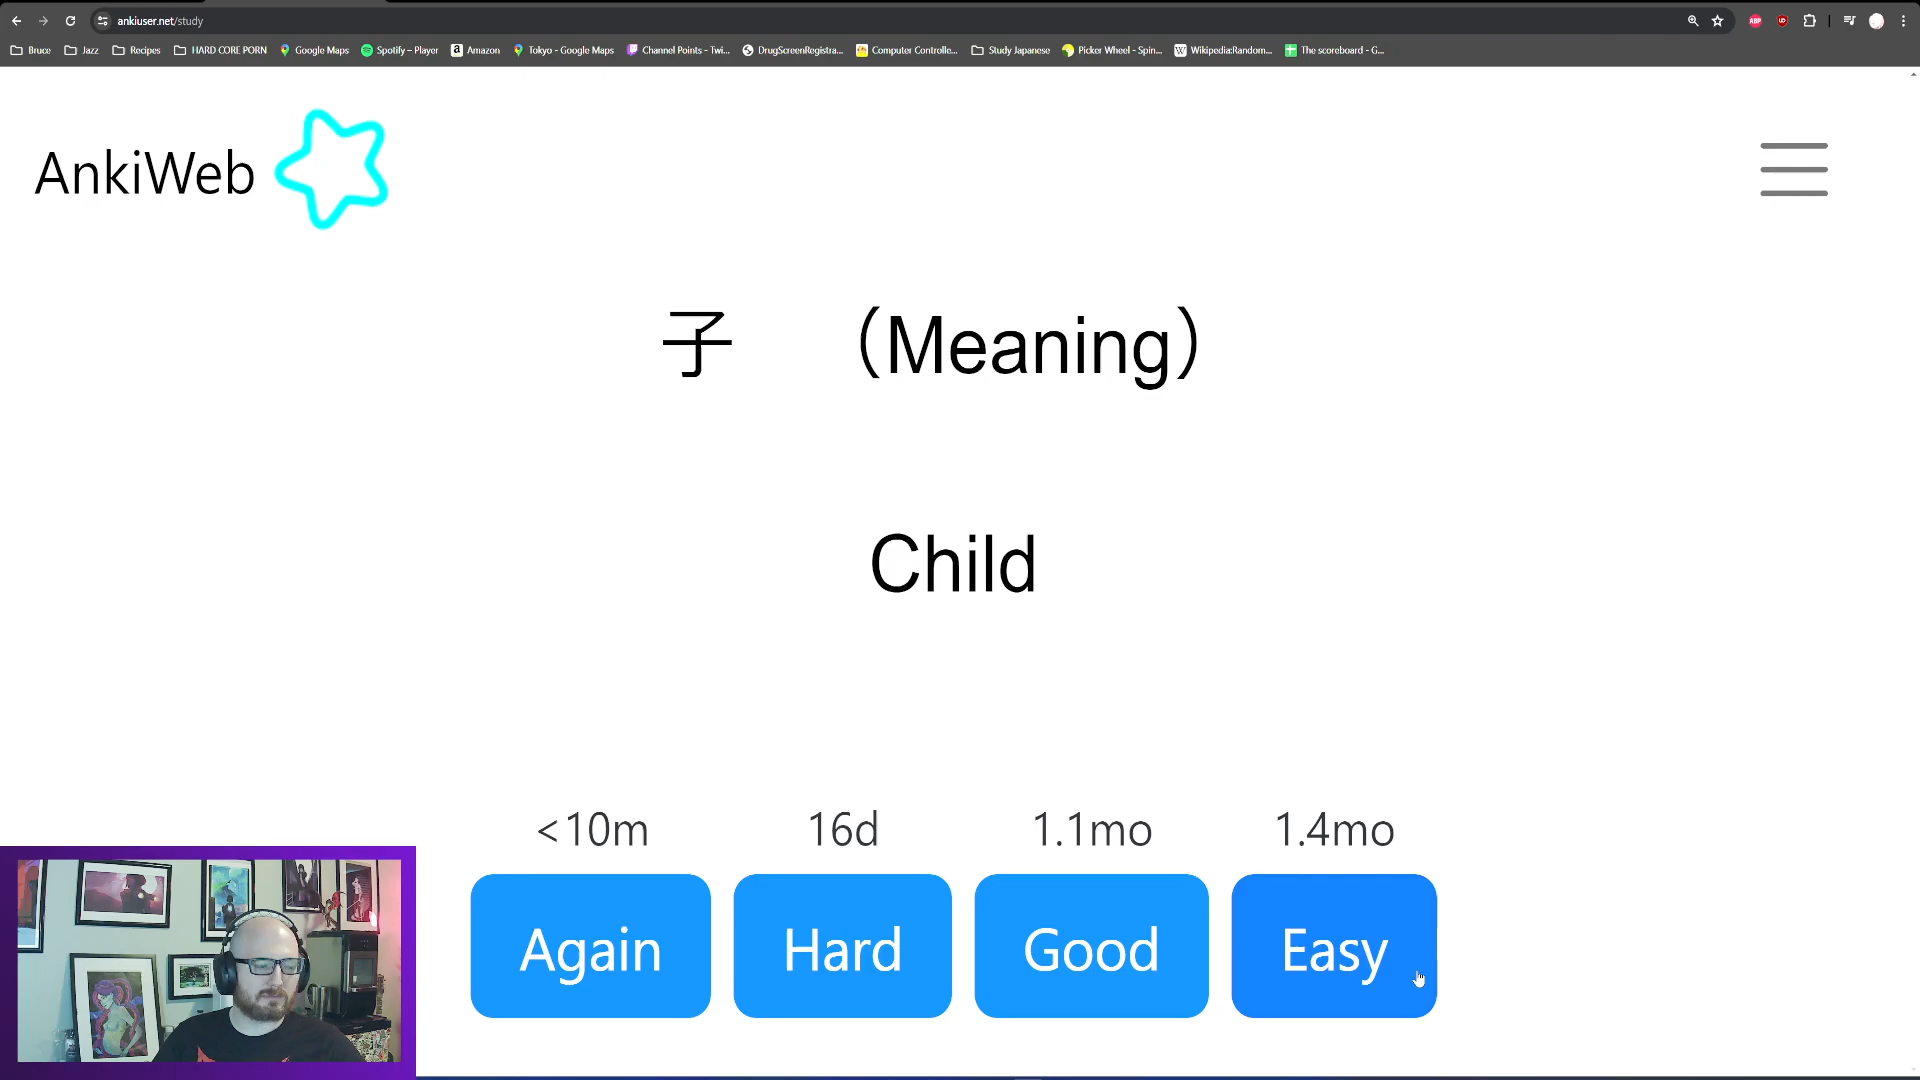 ankiuser.net/study
Bruce
Jazz
Recipes
HARD CORE PORN
Google Maps
Spotify – Player
Amazon
Tokyo - Google Maps
Channel Points - Twi...
DrugScreenRegistra...
Computer Controlle...
Study Japanese
Picker Wheel - Spin...
Wikipedia:Random...
The scoreboard - G...
AnkiWeb
子 （Meaning）
Child
<10m 16d 1.1mo 1.4mo
Again Hard Good Easy